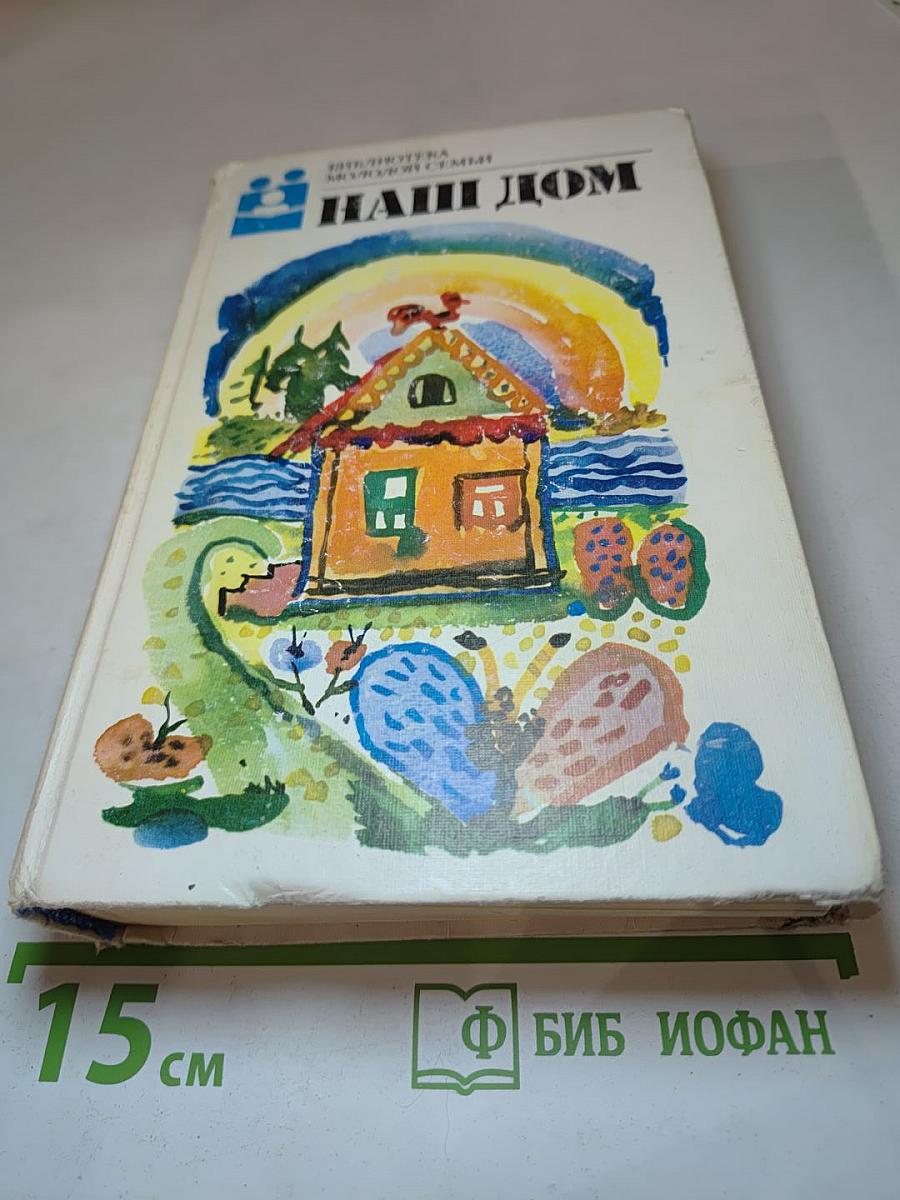 БИБЛИОТЕКА
МОЛОДОЙ СЕМЬИ
НАШ ДОМ
15 см
Ф БИБ ИОФАН